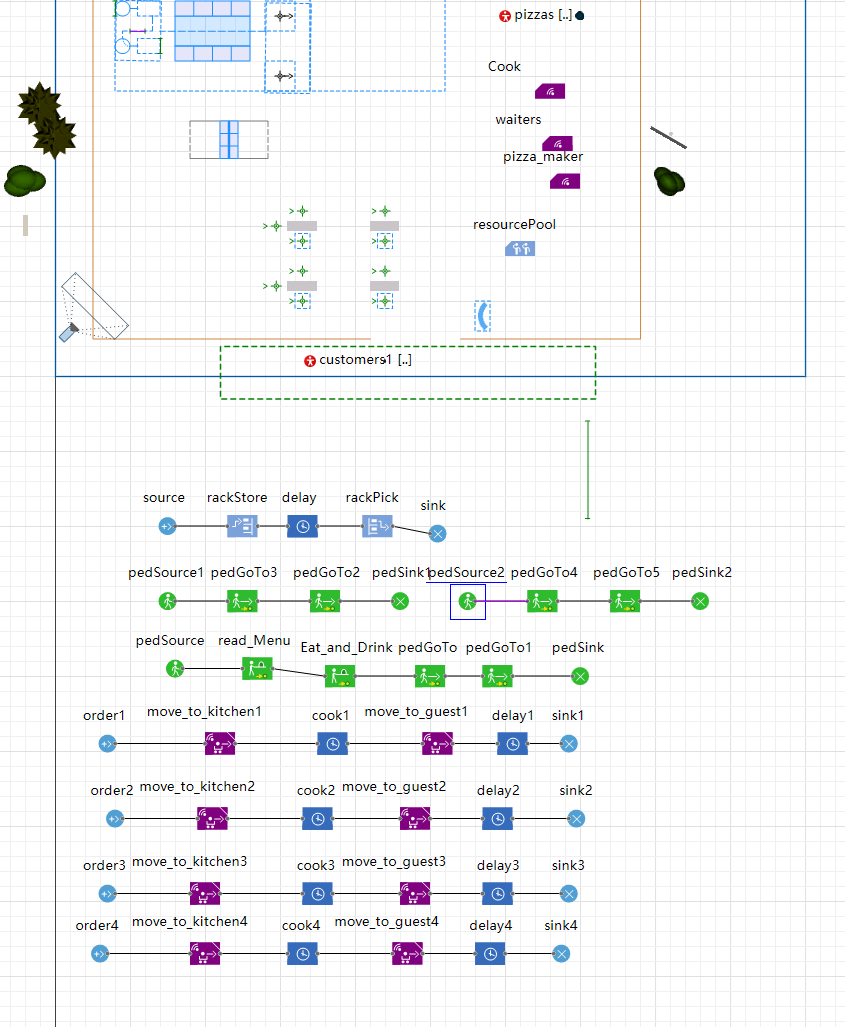 pizzas [..]
Cook
waiters
pizza_maker
resourcePool
customers1 [..]
source rackStore delay rackPick sink
pedSource1 pedGoTo3 pedGoTo2 pedSink1 pedSource2 pedGoTo4 pedGoTo5 pedSink2
pedSource read_Menu Eat_and_Drink pedGoTo pedGoTo1 pedSink
order1 move_to_kitchen1 cook1 move_to_guest1 delay1 sink1
order2 move_to_kitchen2 cook2 move_to_guest2 delay2 sink2
order3 move_to_kitchen3 cook3 move_to_guest3 delay3 sink3
order4 move_to_kitchen4 cook4 move_to_guest4 delay4 sink4